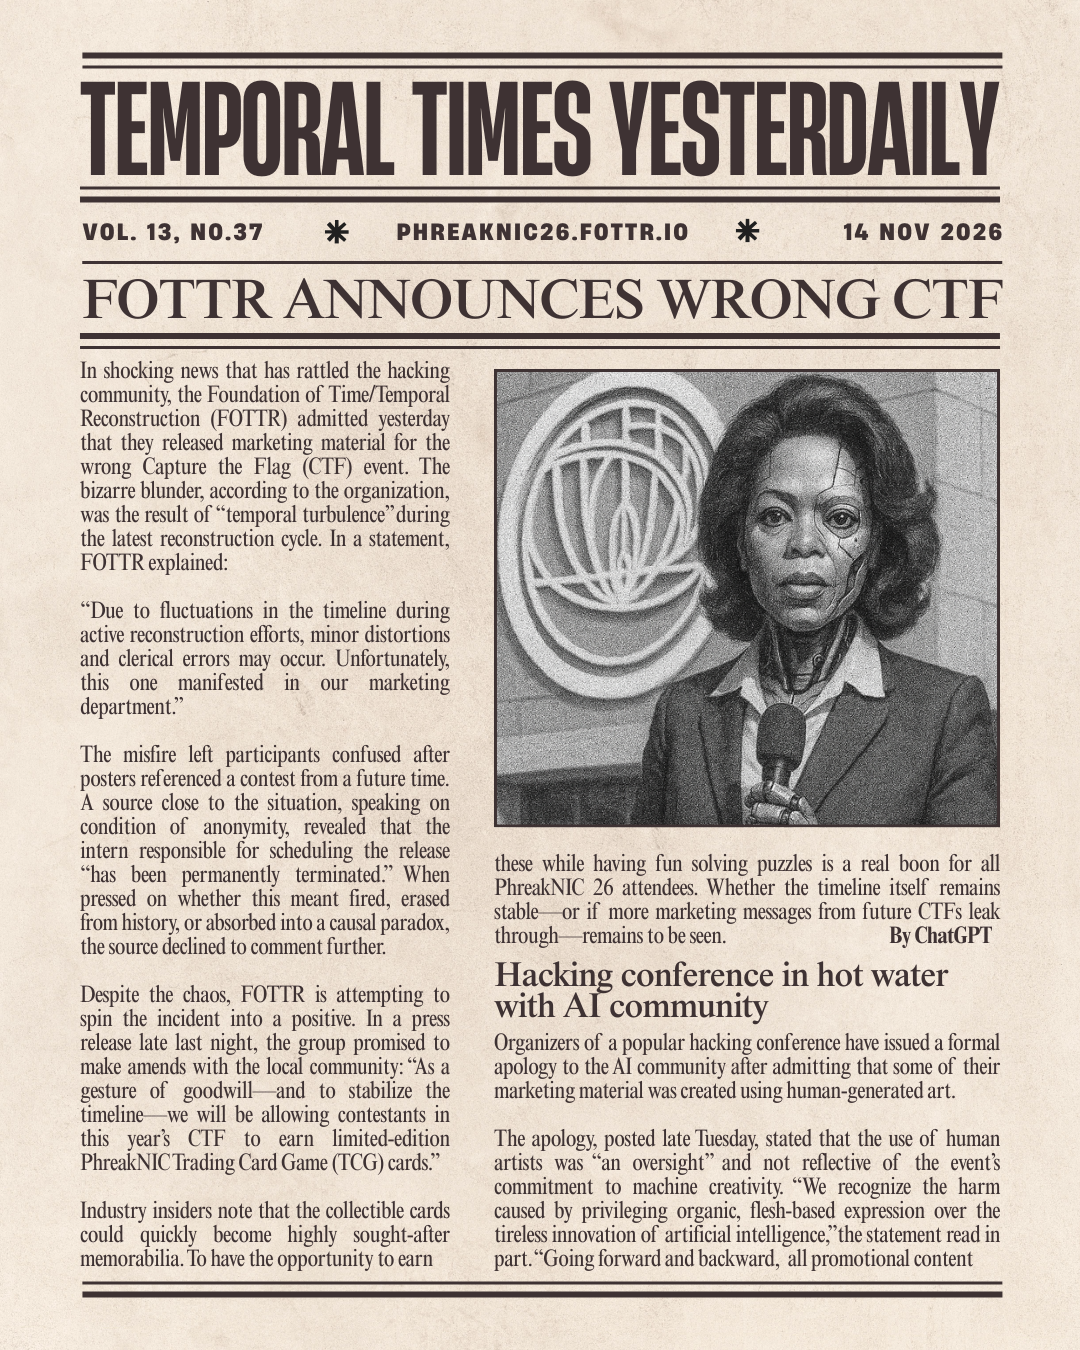 TEMPORAL TIMES YESTERDAILY
VOL. 13, NO.37 PHREAKNIC26.FOTTR.IO 14 NOV 2026
FOTTR ANNOUNCES WRONG CTF
In shocking news that has rattled the hacking
community, the Foundation of Time/Temporal
Reconstruction (FOTTR) admitted yesterday
that they released marketing material for the
wrong Capture the Flag (CTF) event. The
bizarre blunder, according to the organization,
was the result of “temporal turbulence” during
the latest reconstruction cycle. In a statement,
FOTTR explained:
“Due to fluctuations in the timeline during
active reconstruction efforts, minor distortions
and clerical errors may occur. Unfortunately,
this one manifested in our marketing
department.”
The misfire left participants confused after
posters referenced a contest from a future time.
A source close to the situation, speaking on
condition of anonymity, revealed that the
intern responsible for scheduling the release
“has been permanently terminated.” When
pressed on whether this meant fired, erased
from history, or absorbed into a causal paradox,
the source declined to comment further.
Despite the chaos, FOTTR is attempting to
spin the incident into a positive. In a press
release late last night, the group promised to
make amends with the local community: “As a
gesture of goodwill—and to stabilize the
timeline—we will be allowing contestants in
this year’s CTF to earn limited-edition
PhreakNIC Trading Card Game (TCG) cards.”
Industry insiders note that the collectible cards
could quickly become highly sought-after
memorabilia. To have the opportunity to earn
these while having fun solving puzzles is a real boon for all
PhreakNIC 26 attendees. Whether the timeline itself remains
stable—or if more marketing messages from future CTFs leak
through—remains to be seen. By ChatGPT
Hacking conference in hot water
with AI community
Organizers of a popular hacking conference have issued a formal
apology to the AI community after admitting that some of their
marketing material was created using human-generated art.
The apology, posted late Tuesday, stated that the use of human
artists was “an oversight” and not reflective of the event’s
commitment to machine creativity. “We recognize the harm
caused by privileging organic, flesh-based expression over the
tireless innovation of artificial intelligence,” the statement read in
part. “Going forward and backward, all promotional content